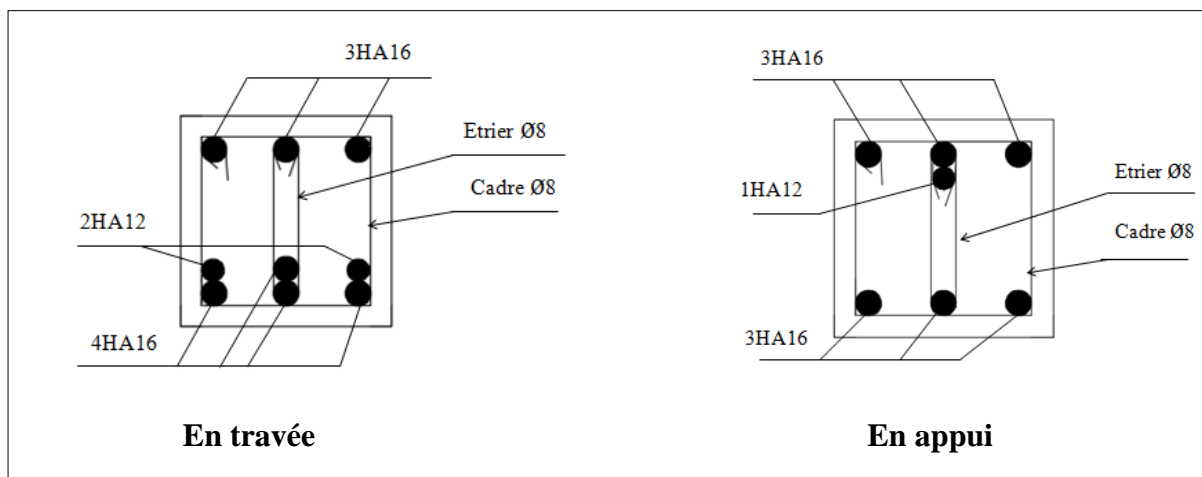 3HA16
Etrier Ø8
Cadre Ø8
2HA12
4HA16
En travée
3HA16
1HA12
Etrier Ø8
Cadre Ø8
3HA16
En appui